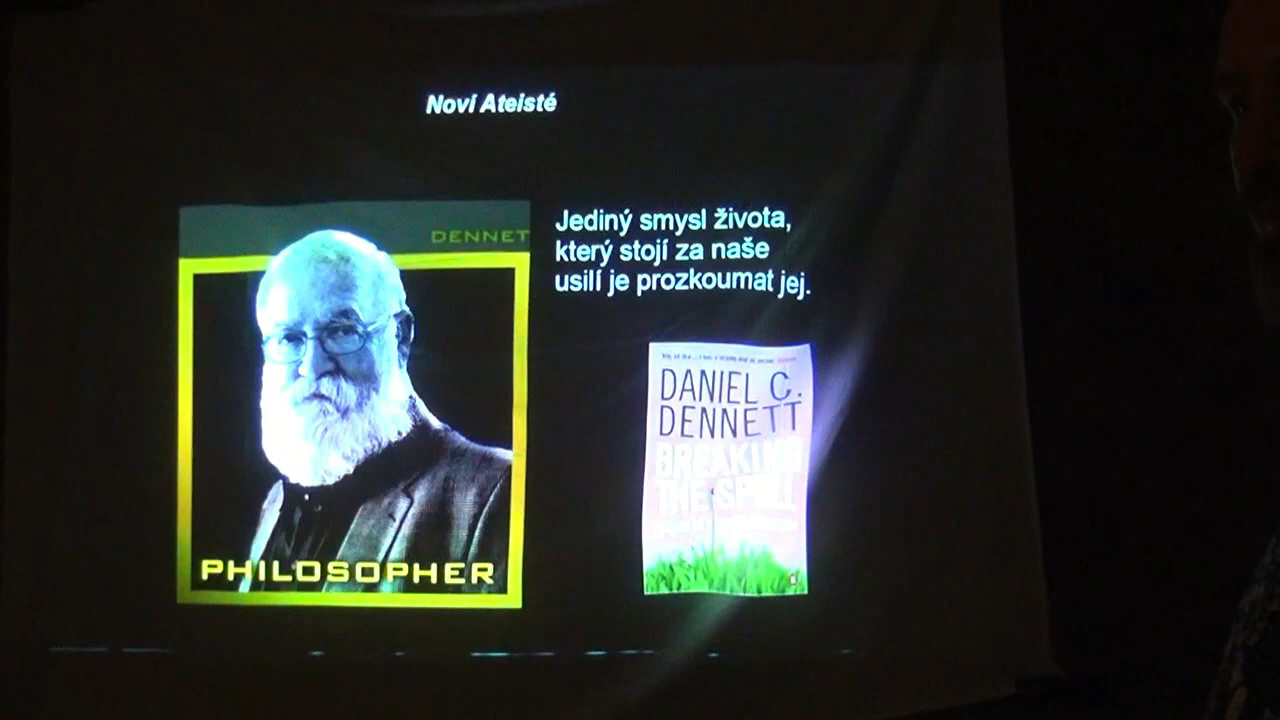 Noví Ateisté
DENNET
Jediný smysl života,
který stojí za naše
usilí je prozkoumat jej.
DANIEL C.
DENNETT
BREAKING
THE SPELL
PHILOSOPHER